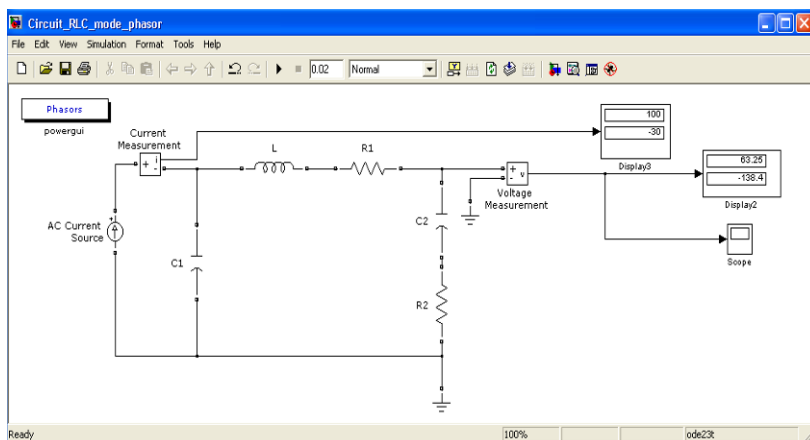 Circuit_RLC_mode_phasor
File Edit View Simulation Format Tools Help
0.02 Normal
Phasors
powergui
Current
Measurement
i
+
-
L
R1
100
-30
Display3
63.25
-138.4
Display2
+
-
v
Voltage
Measurement
C2
AC Current
Source
+
C1
Scope
R2
Ready 100% ode23t